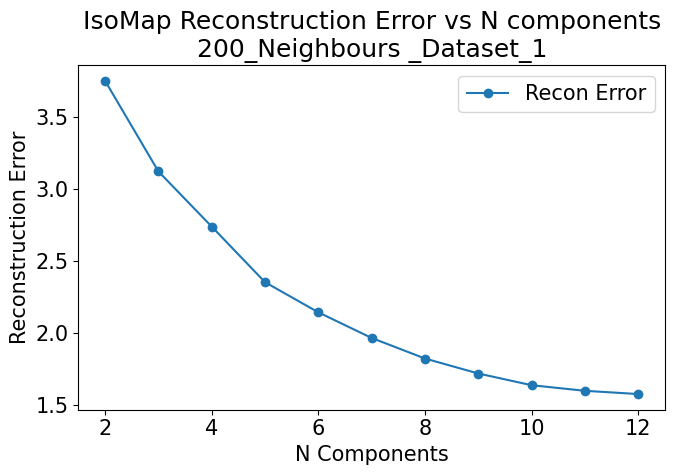 IsoMap Reconstruction Error vs N components
200_Neighbours _Dataset_1
Recon Error
Reconstruction Error
3.5
3.0
2.5
2.0
1.5
2 4 6 8 10 12
N Components